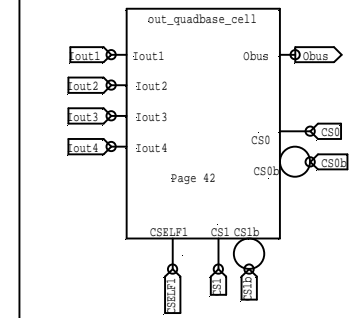 out_quadbase_cell
Iout1 Iout1 Obus Obus
Iout2 Iout2
Iout3 Iout3
Iout4 Iout4
CS0 CS0
CS0b CS0b
Page 42
CSELF1 CS1 CS1b
CSELF1 CS1 CS1b